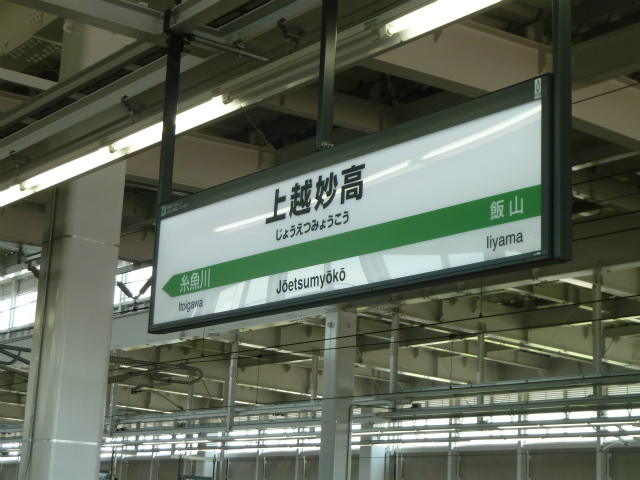 上越妙高
じょうえつみょうこう
飯山
Iiyama
糸魚川
Itoigawa
Jōetsumyōkō